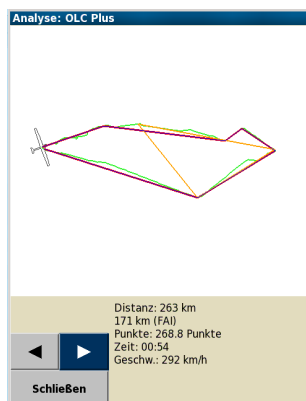 Analyse: OLC Plus
Distanz: 263 km
171 km (FAI)
Punkte: 268.8 Punkte
Zeit: 00:54
Geschw.: 292 km/h
Schließen